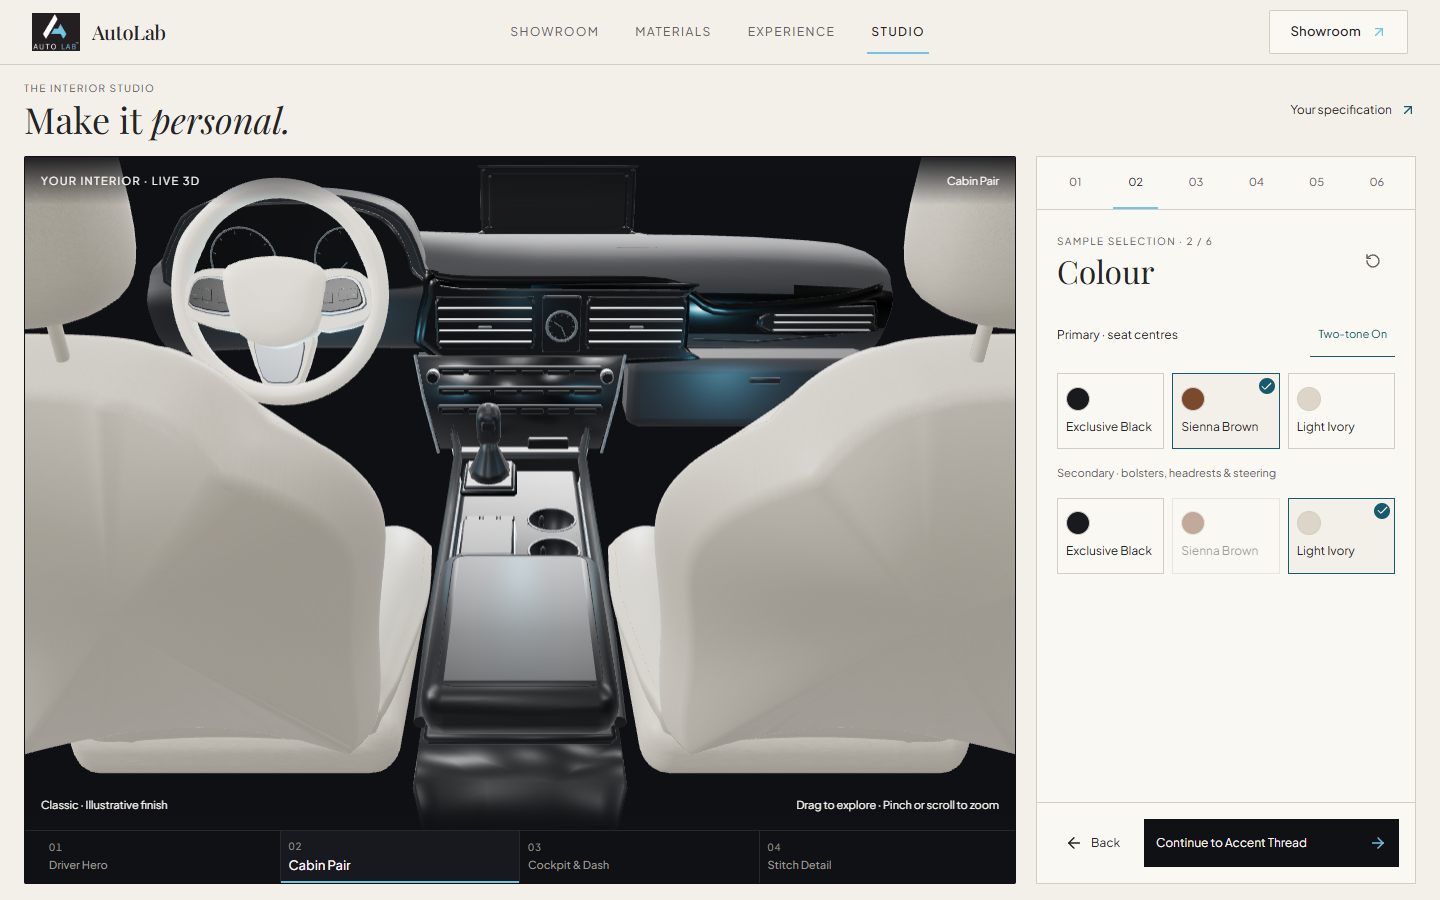 AUTO LAB
AutoLab
SHOWROOM
MATERIALS
EXPERIENCE
STUDIO
Showroom
THE INTERIOR STUDIO
Make it personal.
Your specification
YOUR INTERIOR · LIVE 3D
Cabin Pair
Classic · Illustrative finish
Drag to explore · Pinch or scroll to zoom
01
Driver Hero
02
Cabin Pair
03
Cockpit & Dash
04
Stitch Detail
01
02
03
04
05
06
SAMPLE SELECTION · 2 / 6
Colour
Primary · seat centres
Two-tone On
Exclusive Black
Sienna Brown
Light Ivory
Secondary · bolsters, headrests & steering
Exclusive Black
Sienna Brown
Light Ivory
Back
Continue to Accent Thread